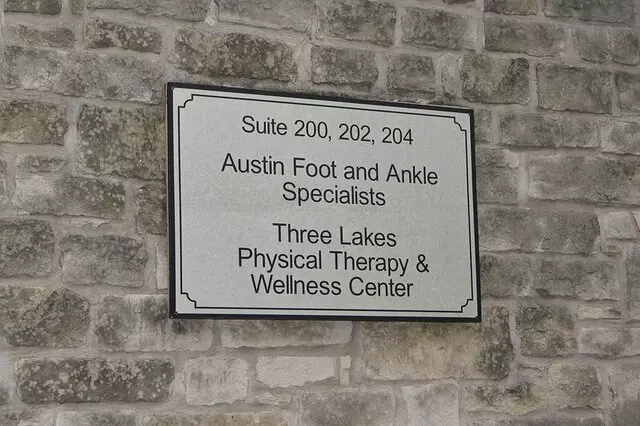 Suite 200, 202, 204
Austin Foot and Ankle
Specialists
Three Lakes
Physical Therapy &
Wellness Center